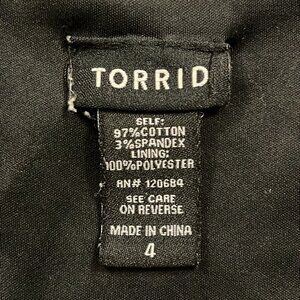 TORRID
SELF:
97%COTTON
3%SPANDEX
LINING:
100%POLYESTER
RN# 120684
SEE CARE
ON REVERSE
MADE IN CHINA
4